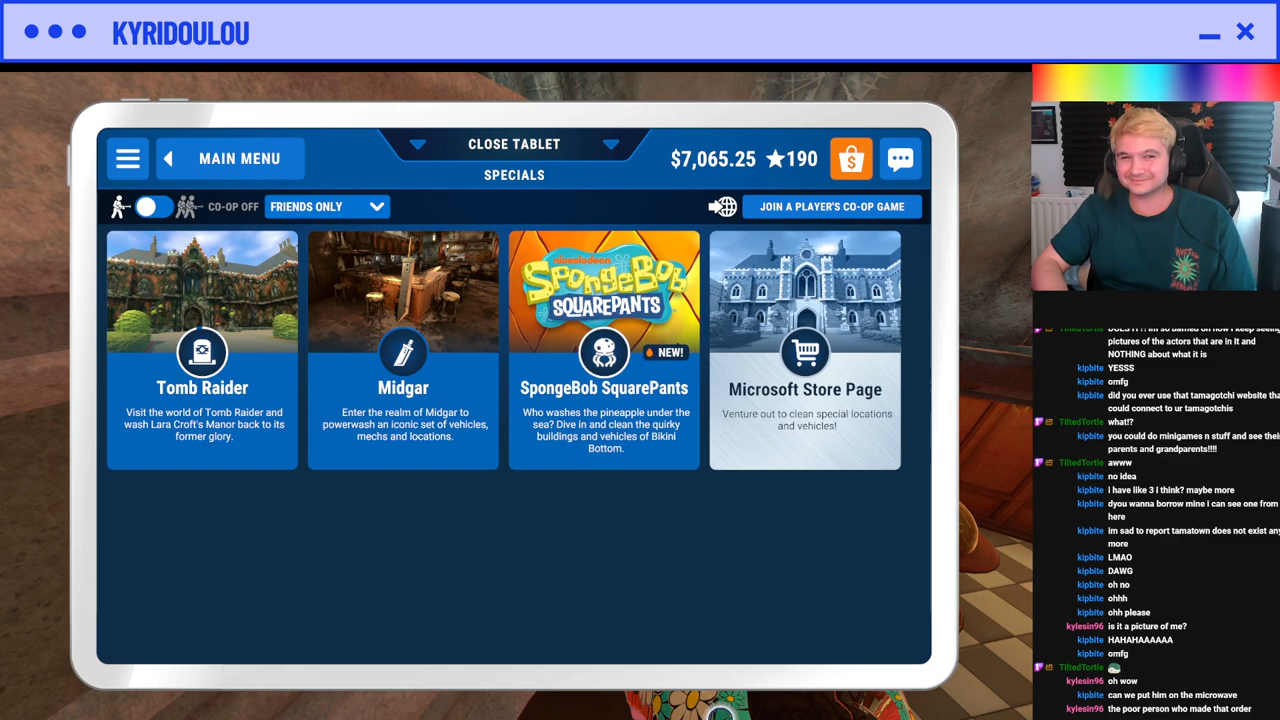 KYRIDOULOU
MAIN MENU
CLOSE TABLET
SPECIALS
$7,065.25 ★190
CO-OP OFF
FRIENDS ONLY
JOIN A PLAYER'S CO-OP GAME
Tomb Raider
Visit the world of Tomb Raider and
wash Lara Croft's Manor back to its
former glory.
Midgar
Enter the realm of Midgar to
powerwash an iconic set of vehicles,
mechs and locations.
nickelodeon
SPONGEBOB
SQUAREPANTS
NEW!
SpongeBob SquarePants
Who washes the pineapple under the
sea? Dive in and clean the quirky
buildings and vehicles of Bikini
Bottom.
Microsoft Store Page
Venture out to clean special locations
and vehicles!
pictures of the actors that are in it and
NOTHING about what it is
kipbite YESSS
kipbite omfg
kipbite did you ever use that tamagotchi website tha
could connect to ur tamagotchis
TiltedTortle what!?
kipbite you could do minigames n stuff and see thei
parents and grandparents!!!!
TiltedTortle awww
kipbite no idea
kipbite i have like 3 i think? maybe more
kipbite dyou wanna borrow mine i can see one from
here
kipbite im sad to report tamatown does not exist any
more
kipbite LMAO
kipbite DAWG
kipbite oh no
kipbite ohhh
kipbite ohh please
kylesin96 is it a picture of me?
kipbite HAHAHAAAAAA
kipbite omfg
TiltedTortle
kylesin96 oh wow
kipbite can we put him on the microwave
kylesin96 the poor person who made that order